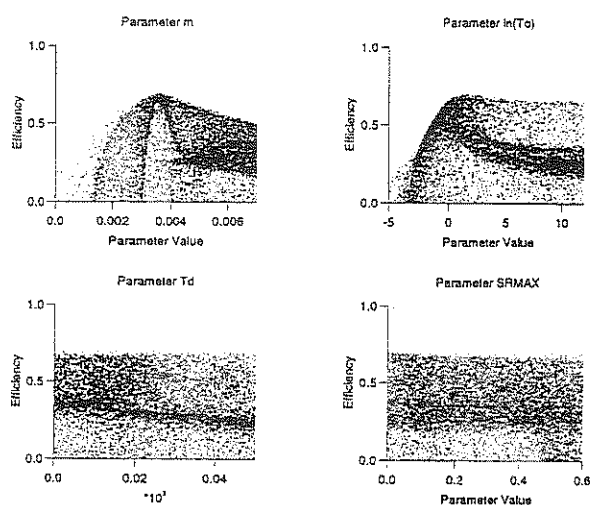 Parameter m
Parameter ln(To)
1.0
Efficiency
0.5
0.0
0.0 0.002 0.004 0.006
Parameter Value
1.0
Efficiency
0.5
0.0
-5 0 5 10
Parameter Value
Parameter Td
Parameter SRMAX
1.0
Efficiency
0.5
0.0
0.0 0.02 0.04
*10³
1.0
Efficiency
0.5
0.0
0.0 0.2 0.4 0.6
Parameter Value